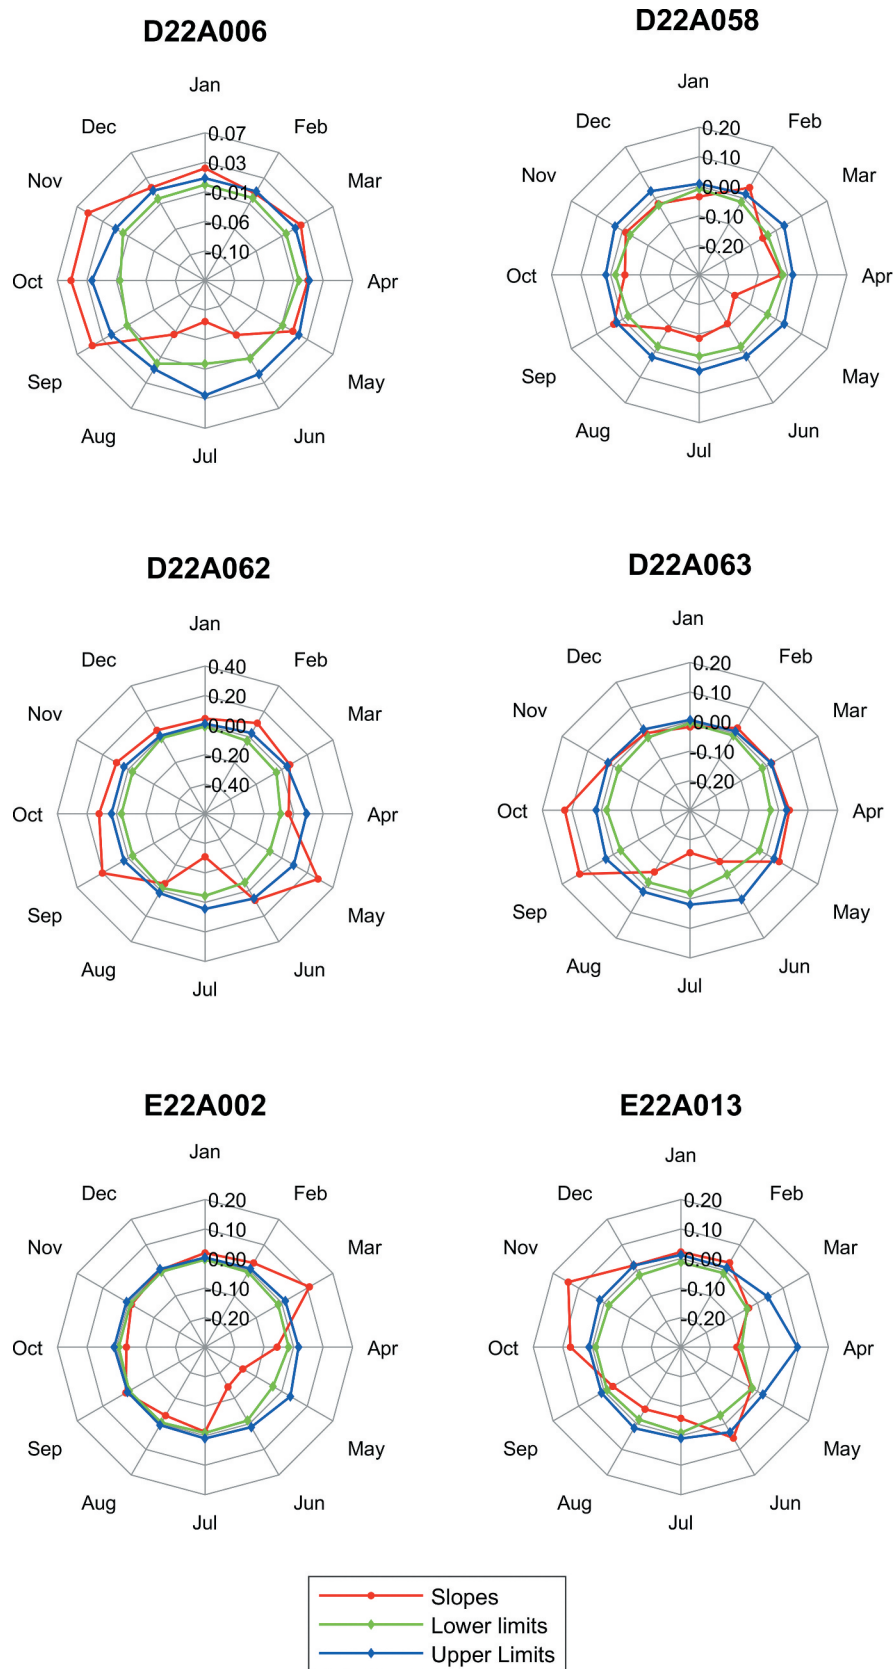 D22A006
Jan
Feb
Mar
Apr
May
Jun
Jul
Aug
Sep
Oct
Nov
Dec
0.07
0.03
-0.01
-0.06
-0.10
D22A058
Jan
Feb
Mar
Apr
May
Jun
Jul
Aug
Sep
Oct
Nov
Dec
0.20
0.10
0.00
-0.10
-0.20
D22A062
Jan
Feb
Mar
Apr
May
Jun
Jul
Aug
Sep
Oct
Nov
Dec
0.40
0.20
0.00
-0.20
-0.40
D22A063
Jan
Feb
Mar
Apr
May
Jun
Jul
Aug
Sep
Oct
Nov
Dec
0.20
0.10
0.00
-0.10
-0.20
E22A002
Jan
Feb
Mar
Apr
May
Jun
Jul
Aug
Sep
Oct
Nov
Dec
0.20
0.10
0.00
-0.10
-0.20
E22A013
Jan
Feb
Mar
Apr
May
Jun
Jul
Aug
Sep
Oct
Nov
Dec
0.20
0.10
0.00
-0.10
-0.20
Slopes
Lower limits
Upper Limits